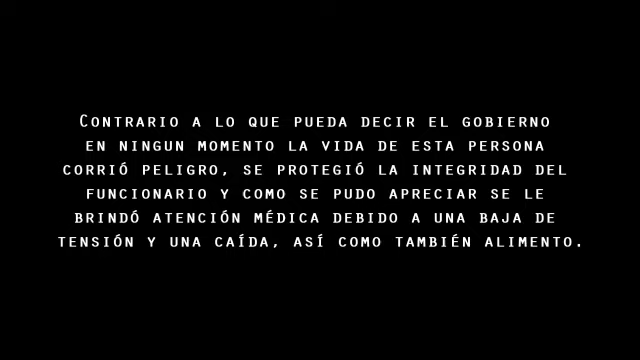 Contrario a lo que pueda decir el gobierno
en ningun momento la vida de esta persona
corrió peligro, se protegió la integridad del
funcionario y como se pudo apreciar se le
brindó atención médica debido a una baja de
tensión y una caída, así como también alimento.